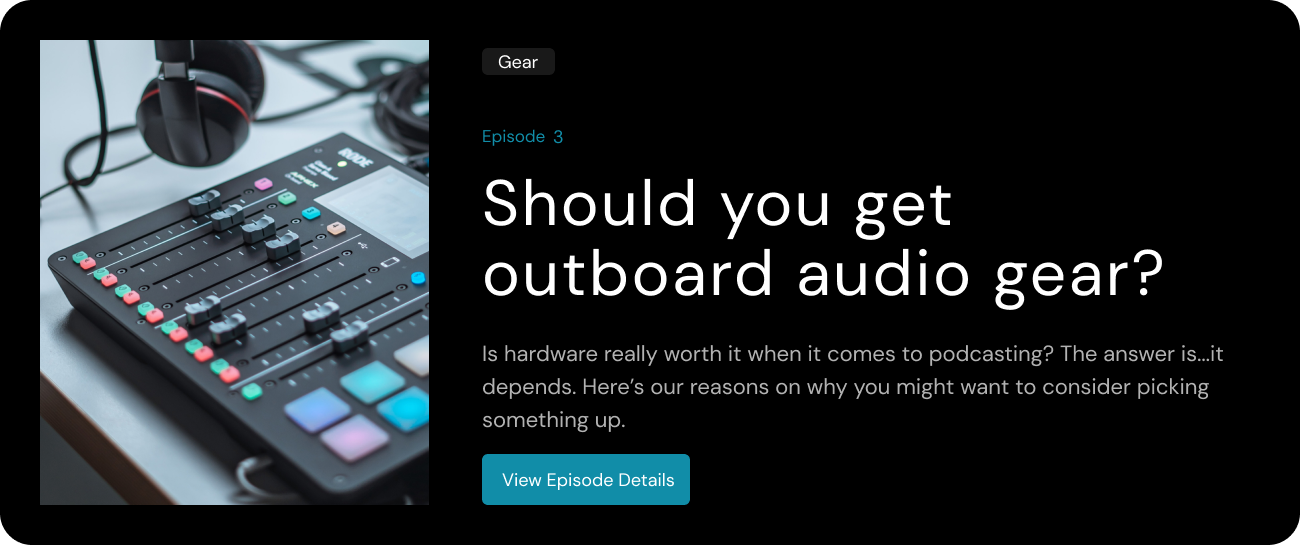 Gear
Episode 3
Should you get
outboard audio gear?
Is hardware really worth it when it comes to podcasting? The answer is...it
depends. Here’s our reasons on why you might want to consider picking
something up.
View Episode Details
RODE
APHEX